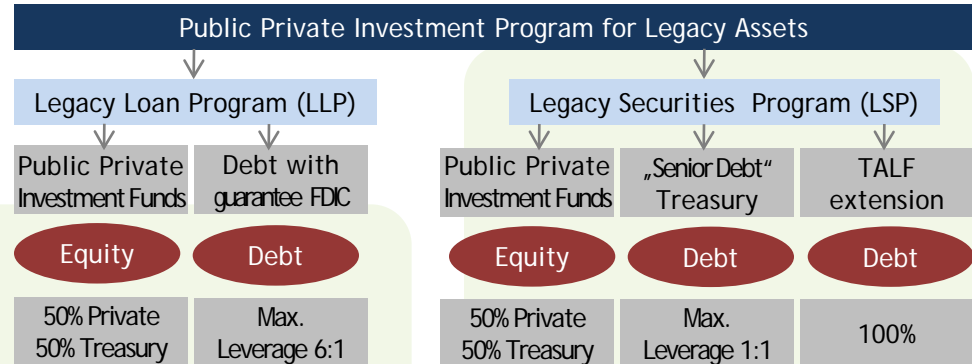 Public Private Investment Program for Legacy Assets
Legacy Loan Program (LLP)
Legacy Securities Program (LSP)
Public Private
Investment Funds
Debt with
guarantee FDIC
Public Private
Investment Funds
„Senior Debt“
Treasury
TALF
extension
Equity
Debt
Equity
Debt
Debt
50% Private
50% Treasury
Max.
Leverage 6:1
50% Private
50% Treasury
Max.
Leverage 1:1
100%